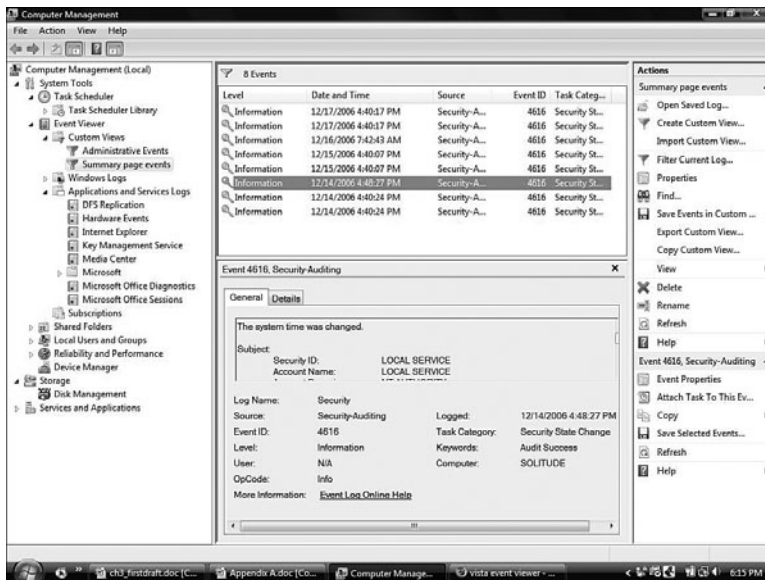 Computer Management
File Action View Help
Computer Management (Local)
System Tools
Task Scheduler
Task Scheduler Library
Event Viewer
Custom Views
Administrative Events
Summary page events
Windows Logs
Applications and Services Logs
DFS Replication
Hardware Events
Internet Explorer
Key Management Service
Media Center
Microsoft
Microsoft Office Diagnostics
Microsoft Office Sessions
Subscriptions
Shared Folders
Local Users and Groups
Reliability and Performance
Device Manager
Storage
Disk Management
Services and Applications
8 Events
Level Date and Time Source Event ID Task Categ...
Information 12/17/2006 4:40:17 PM Security-A... 4616 Security St...
Information 12/17/2006 4:40:17 PM Security-A... 4616 Security St...
Information 12/16/2006 7:42:43 AM Security-A... 4616 Security St...
Information 12/15/2006 4:40:07 PM Security-A... 4616 Security St...
Information 12/15/2006 4:40:07 PM Security-A... 4616 Security St...
Information 12/14/2006 4:48:27 PM Security-A... 4616 Security St...
Information 12/14/2006 4:40:24 PM Security-A... 4616 Security St...
Information 12/14/2006 4:40:24 PM Security-A... 4616 Security St...
Event 4616, Security-Auditing
General Details
The system time was changed.
Subject:
Security ID: LOCAL SERVICE
Account Name: LOCAL SERVICE
Log Name: Security
Source: Security-Auditing Logged: 12/14/2006 4:48:27 PM
Event ID: 4616 Task Category: Security State Change
Level: Information Keywords: Audit Success
User: N/A Computer: SOLITUDE
OpCode: Info
More Information: Event Log Online Help
Actions
Summary page events
Open Saved Log...
Create Custom View...
Import Custom View...
Filter Current Log...
Properties
Find...
Save Events in Custom ...
Export Custom View...
Copy Custom View...
View
Delete
Rename
Refresh
Help
Event 4616, Security-Auditing
Event Properties
Attach Task To This Ev...
Copy
Save Selected Events...
Refresh
Help
ch3_firstdraft.doc [C... Appendix A.doc [Co... Computer Manage... vista event viewer - ... 6:15 PM